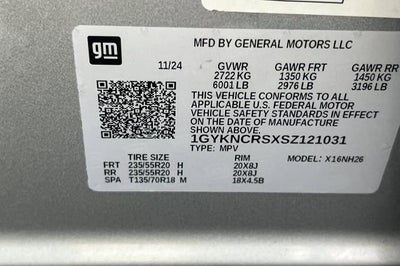 gm
MFD BY GENERAL MOTORS LLC
11/24 GVWR GAWR FRT GAWR RR
2722 KG 1350 KG 1450 KG
6001 LB 2976 LB 3196 LB
THIS VEHICLE CONFORMS TO ALL
APPLICABLE U.S. FEDERAL MOTOR
VEHICLE SAFETY STANDARDS IN EFFECT
ON THE DATE OF MANUFACTURE
SHOWN ABOVE.
1GYKNCRSXSZ121031
TYPE: MPV
TIRE SIZE RIM MODEL: X16NH26
FRT 235/55R20 H 20X8J
RR 235/55R20 H 20X8J
SPA T135/70R18 M 18X4.5B